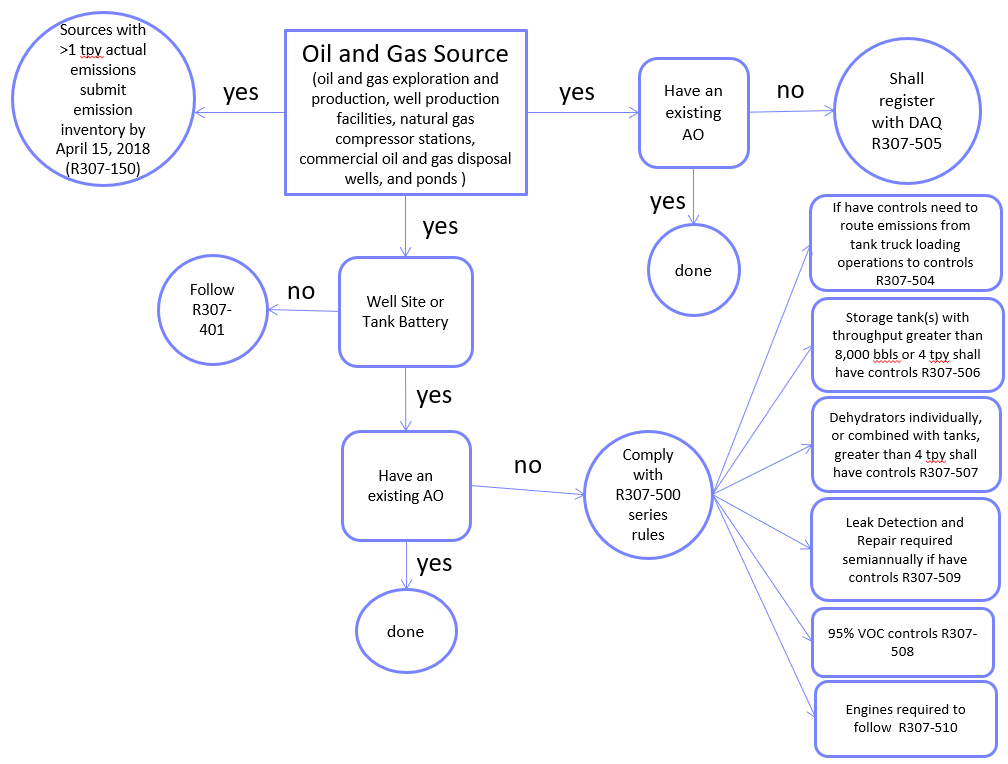 Sources with
>1 tpy actual
emissions
submit
emission
inventory by
April 15, 2018
(R307-150)
yes
Oil and Gas Source
(oil and gas exploration and
production, well production
facilities, natural gas
compressor stations,
commercial oil and gas disposal
wells, and ponds )
yes
Have an
existing
AO
no
Shall
register
with DAQ
R307-505
yes
done
yes
Well Site or
Tank Battery
no
Follow
R307-
401
yes
Have an
existing AO
yes
done
no
Comply
with
R307-500
series
rules
If have controls need to
route emissions from
tank truck loading
operations to controls
R307-504
Storage tank(s) with
throughput greater than
8,000 bbls or 4 tpy shall
have controls R307-506
Dehydrators individually,
or combined with tanks,
greater than 4 tpy shall
have controls R307-507
Leak Detection and
Repair required
semiannually if have
controls R307-509
95% VOC controls R307-
508
Engines required to
follow R307-510